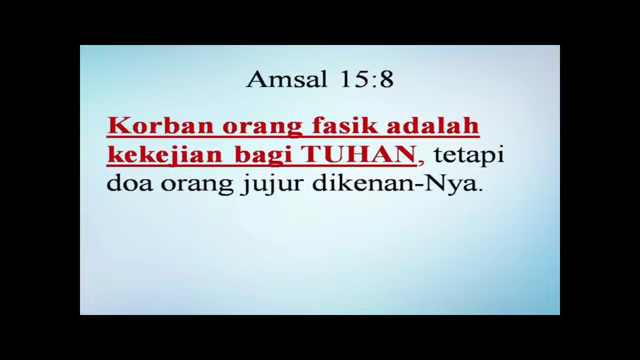 Amsal 15:8
Korban orang fasik adalah
kekejian bagi TUHAN, tetapi
doa orang jujur dikenan-Nya.